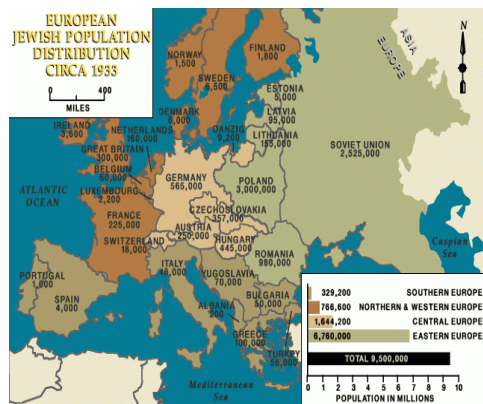 EUROPEAN
JEWISH POPULATION
DISTRIBUTION
CIRCA 1933
0 400
MILES
N
ASIA
EUROPE
NORWAY
1,500
SWEDEN
6,500
FINLAND
1,800
ESTONIA
5,000
LATVIA
95,000
LITHUANIA
155,000
DENMARK
6,000
DANZIG
9,200
IRELAND
3,600
NETHERLANDS
160,000
GREAT BRITAIN
300,000
BELGIUM
60,000
LUXEMBOURG
2,200
GERMANY
565,000
POLAND
3,000,000
SOVIET UNION
2,525,000
ATLANTIC
OCEAN
FRANCE
225,000
CZECHOSLOVAKIA
357,000
AUSTRIA
250,000
SWITZERLAND
18,000
HUNGARY
445,000
ROMANIA
980,000
ITALY
48,000
YUGOSLAVIA
70,000
PORTUGAL
1,000
SPAIN
4,000
BULGARIA
50,000
ALBANIA
200
GREECE
100,000
TURKEY
56,000
Caspian
Sea
Mediterranean
Sea
329,200 SOUTHERN EUROPE
766,600 NORTHERN & WESTERN EUROPE
1,644,200 CENTRAL EUROPE
6,760,000 EASTERN EUROPE
TOTAL 9,500,000
0 1 2 3 4 5 6 7 8 9 10
POPULATION IN MILLIONS